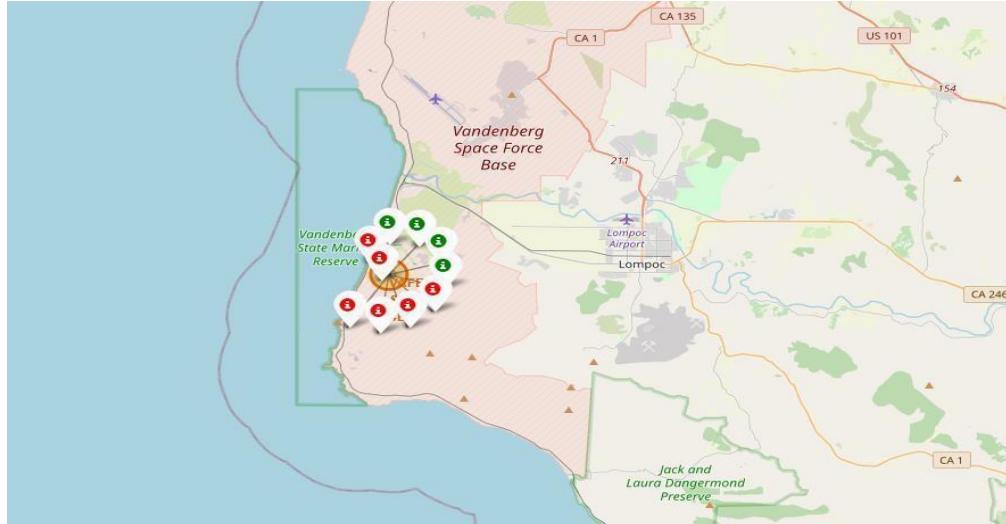 CA 135
CA 1
US 101
154
Vandenberg
Space Force
Base
211
Lompoc
Airport
Lompoc
State Mar
Reserve
CA 246
CA 1
Jack and
Laura Dangermond
Preserve